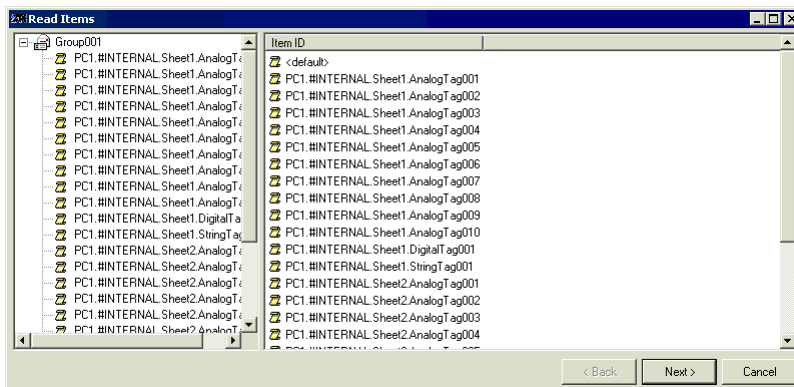 Read Items
Group001
PC1.#INTERNAL.Sheet1.AnalogTa
PC1.#INTERNAL.Sheet1.AnalogTa
PC1.#INTERNAL.Sheet1.AnalogTa
PC1.#INTERNAL.Sheet1.AnalogTa
PC1.#INTERNAL.Sheet1.AnalogTa
PC1.#INTERNAL.Sheet1.AnalogTa
PC1.#INTERNAL.Sheet1.AnalogTa
PC1.#INTERNAL.Sheet1.AnalogTa
PC1.#INTERNAL.Sheet1.AnalogTa
PC1.#INTERNAL.Sheet1.AnalogTa
PC1.#INTERNAL.Sheet1.DigitalTa
PC1.#INTERNAL.Sheet1.StringTag
PC1.#INTERNAL.Sheet2.AnalogTa
PC1.#INTERNAL.Sheet2.AnalogTa
PC1.#INTERNAL.Sheet2.AnalogTa
PC1.#INTERNAL.Sheet2.AnalogTa
PC1.#INTERNAL.Sheet2.AnalogTa
PC1.#INTERNAL.Sheet2.AnalogTa
Item ID
<default>
PC1.#INTERNAL.Sheet1.AnalogTag001
PC1.#INTERNAL.Sheet1.AnalogTag002
PC1.#INTERNAL.Sheet1.AnalogTag003
PC1.#INTERNAL.Sheet1.AnalogTag004
PC1.#INTERNAL.Sheet1.AnalogTag005
PC1.#INTERNAL.Sheet1.AnalogTag006
PC1.#INTERNAL.Sheet1.AnalogTag007
PC1.#INTERNAL.Sheet1.AnalogTag008
PC1.#INTERNAL.Sheet1.AnalogTag009
PC1.#INTERNAL.Sheet1.AnalogTag010
PC1.#INTERNAL.Sheet1.DigitalTag001
PC1.#INTERNAL.Sheet1.StringTag001
PC1.#INTERNAL.Sheet2.AnalogTag001
PC1.#INTERNAL.Sheet2.AnalogTag002
PC1.#INTERNAL.Sheet2.AnalogTag003
PC1.#INTERNAL.Sheet2.AnalogTag004
< Back
Next >
Cancel